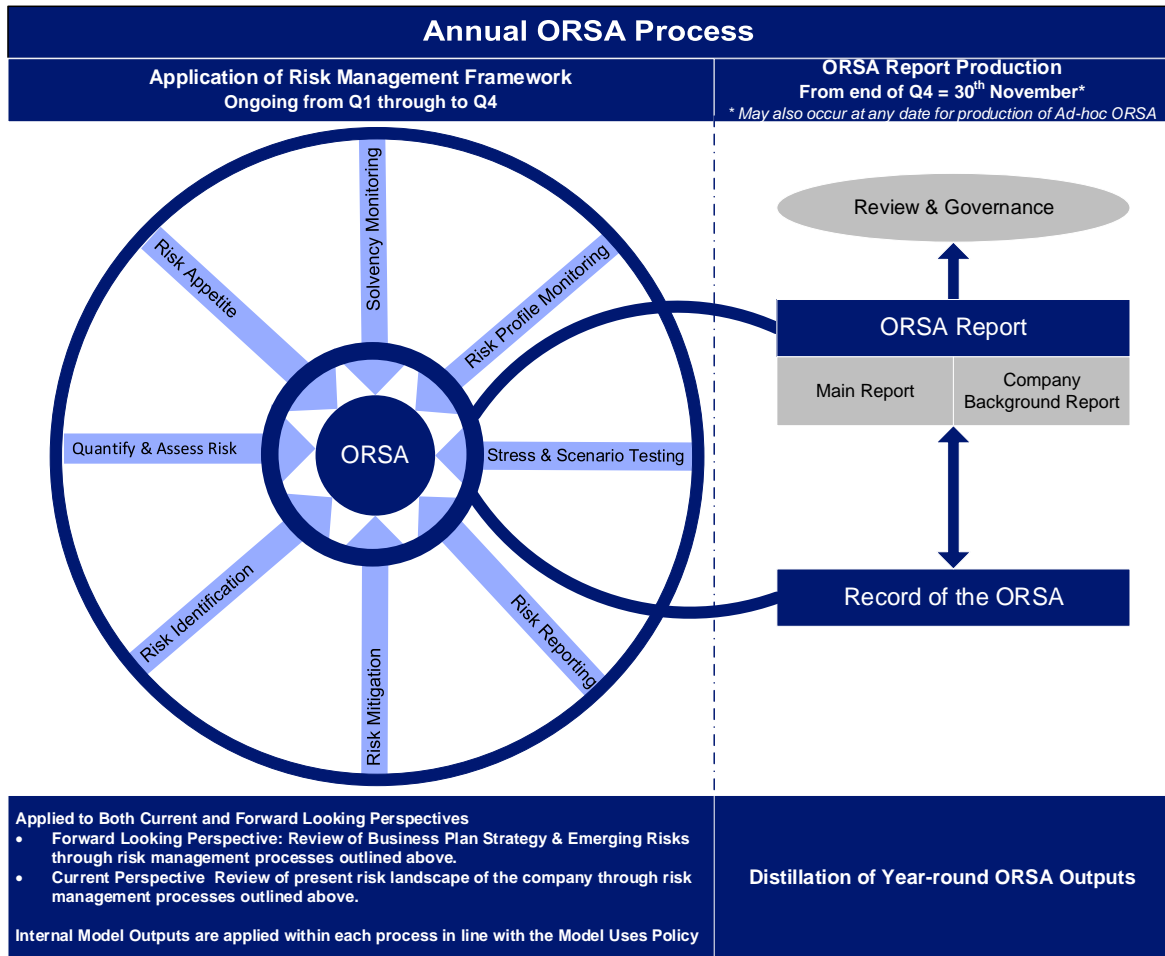 Annual ORSA Process
Application of Risk Management Framework
Ongoing from Q1 through to Q4
ORSA Report Production
From end of Q4 = 30th November*
* May also occur at any date for production of Ad-hoc ORSA
Solvency Monitoring
Risk Appetite
Risk Profile Monitoring
Quantify & Assess Risk
ORSA
Stress & Scenario Testing
Risk Identification
Risk Mitigation
Risk Reporting
Review & Governance
ORSA Report
Main Report
Company
Background Report
Record of the ORSA
Applied to Both Current and Forward Looking Perspectives
• Forward Looking Perspective: Review of Business Plan Strategy & Emerging Risks
through risk management processes outlined above.
• Current Perspective Review of present risk landscape of the company through risk
management processes outlined above.
Internal Model Outputs are applied within each process in line with the Model Uses Policy
Distillation of Year-round ORSA Outputs